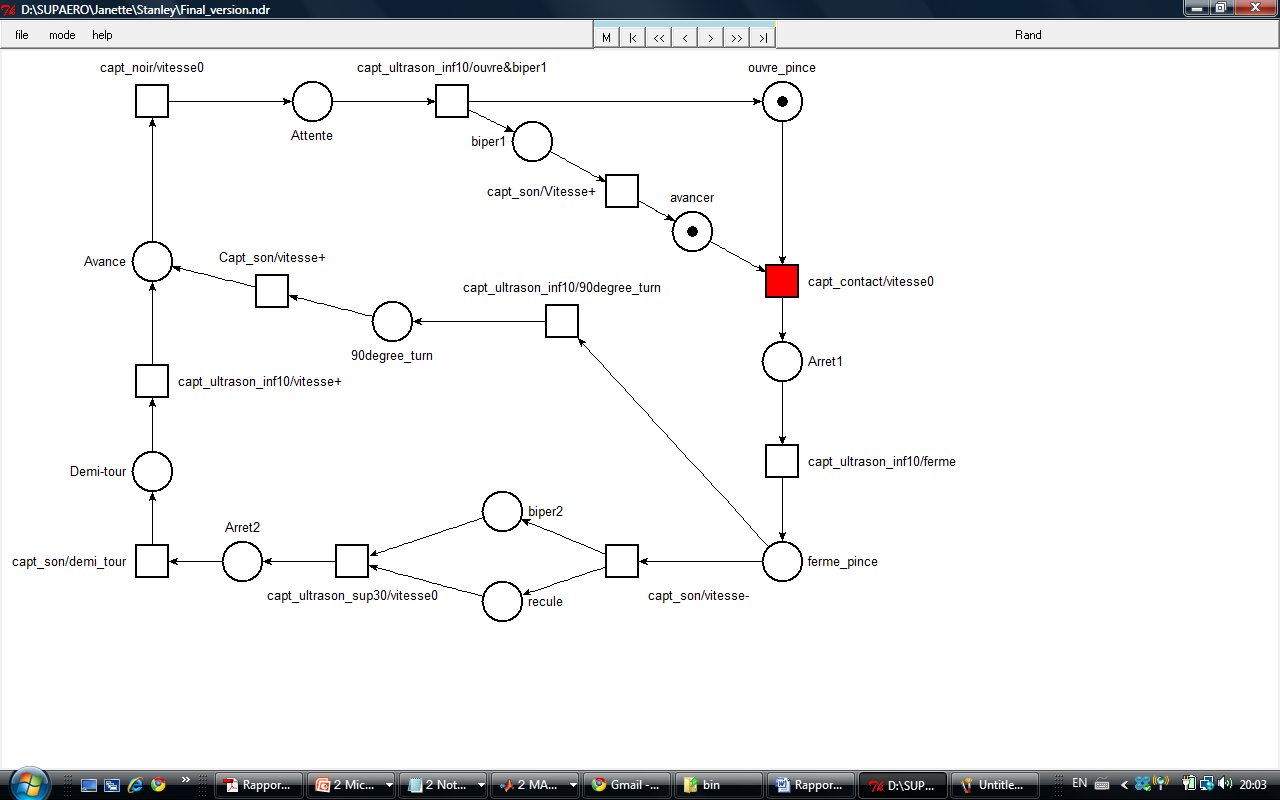 D:\SUPAERO\Janette\Stanley\Final_version.ndr
file mode help M |< << < > >> >| Rand
capt_noir/vitesse0 capt_ultrason_inf10/ouvre&biper1 ouvre_pince
Attente
biper1
capt_son/Vitesse+
avancer
Avance
Capt_son/vitesse+
capt_ultrason_inf10/90degree_turn
capt_contact/vitesse0
90degree_turn
Arret1
capt_ultrason_inf10/vitesse+
capt_ultrason_inf10/ferme
Demi-tour
biper2
Arret2
capt_son/demi_tour
ferme_pince
capt_ultrason_sup30/vitesse0
recule
capt_son/vitesse-
» Rappor... 2 Mic... 2 Not... 2 MA... Gmail -... bin Rappor... D:\SUP... Untitle... EN < 20:03